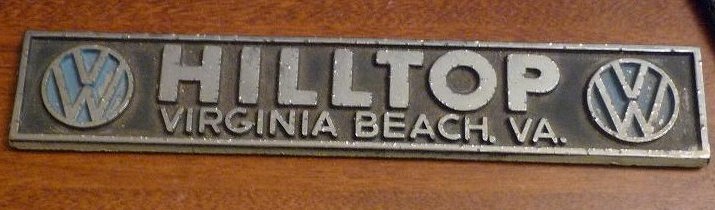 HILLTOP
VIRGINIA BEACH, VA.